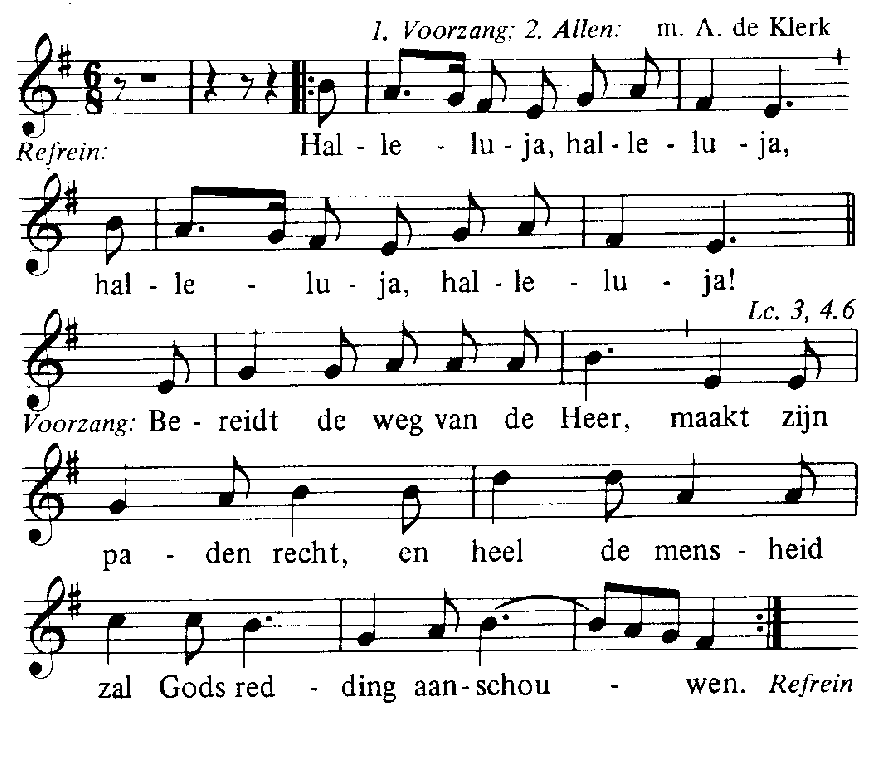 1. Voorzang; 2. Allen: m. A. de Klerk
6
8
Refrein: Hal - le - lu - ja, hal - le - lu - ja,
hal - le - lu - ja, hal - le - lu - ja!
Lc. 3, 4.6
Voorzang: Be - reidt de weg van de Heer, maakt zijn
pa - den recht, en heel de mens - heid
zal Gods red - ding aan - schou - wen. Refrein